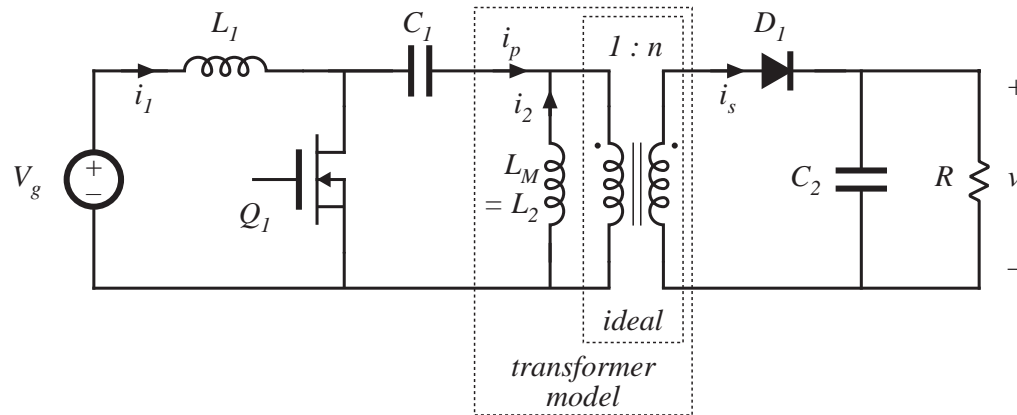 L1
C1
ip
1 : n
D1
i1
i2
is
+
Vg
+
–
Q1
LM
= L2
C2
R
v
–
ideal
transformer
model